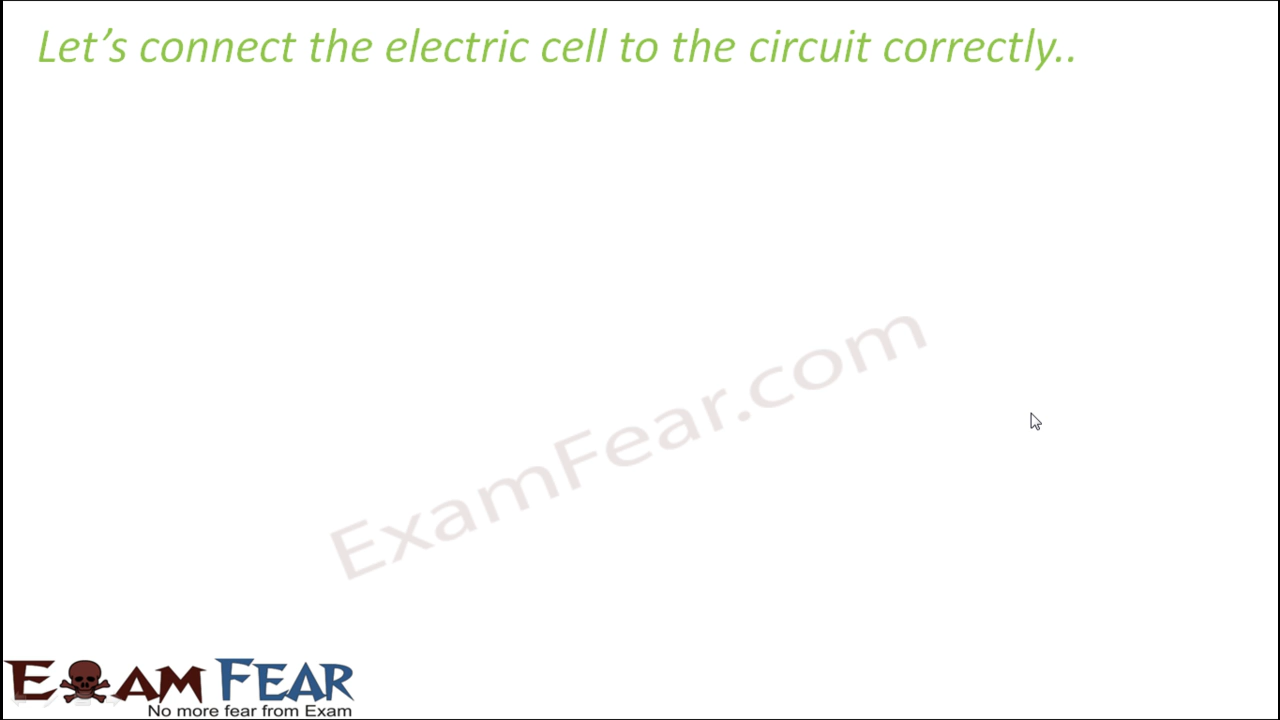 Let's connect the electric cell to the circuit correctly..
ExamFear.com
EXAM FEAR
No more fear from Exam